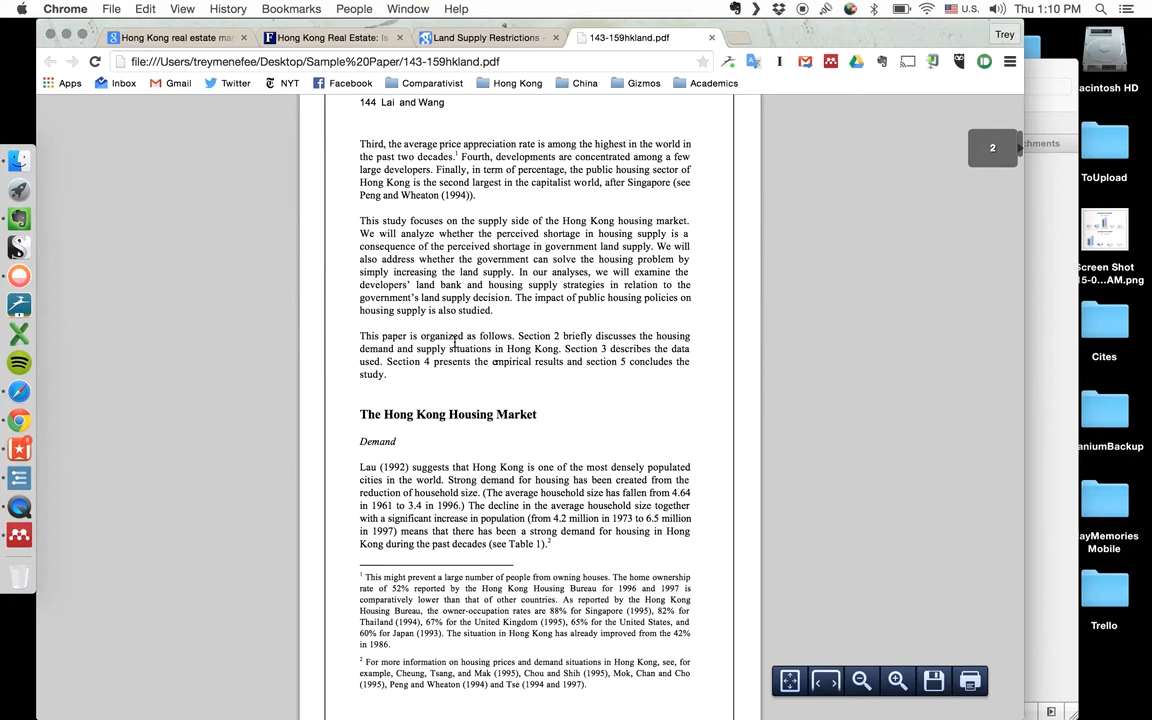 Chrome File Edit View History Bookmarks People Window Help U.S. Thu 1:10 PM
Hong Kong real estate mar × Hong Kong Real Estate: Is × Land Supply Restrictions - × 143-159hkland.pdf × Trey
file:///Users/treymenefee/Desktop/Sample%20Paper/143-159hkland.pdf
Apps Inbox Gmail Twitter NYT Facebook Comparativist Hong Kong China Gizmos Academics
acintosh HD
144 Lai and Wang
Third, the average price appreciation rate is among the highest in the world in
the past two decades.1 Fourth, developments are concentrated among a few
large developers. Finally, in term of percentage, the public housing sector of
Hong Kong is the second largest in the capitalist world, after Singapore (see
Peng and Wheaton (1994)).
2
chments
ToUpload
This study focuses on the supply side of the Hong Kong housing market.
We will analyze whether the perceived shortage in housing supply is a
consequence of the perceived shortage in government land supply. We will
also address whether the government can solve the housing problem by
simply increasing the land supply. In our analyses, we will examine the
developers' land bank and housing supply strategies in relation to the
government's land supply decision. The impact of public housing policies on
housing supply is also studied.
Screen Shot
15-0...AM.png
This paper is organized as follows. Section 2 briefly discusses the housing
demand and supply situations in Hong Kong. Section 3 describes the data
used. Section 4 presents the empirical results and section 5 concludes the
study.
Cites
The Hong Kong Housing Market
Demand
aniumBackup
Lau (1992) suggests that Hong Kong is one of the most densely populated
cities in the world. Strong demand for housing has been created from the
reduction of household size. (The average household size has fallen from 4.64
in 1961 to 3.4 in 1996.) The decline in the average household size together
with a significant increase in population (from 4.2 million in 1973 to 6.5 million
in 1997) means that there has been a strong demand for housing in Hong
Kong during the past decades (see Table 1).2
ayMemories
Mobile
1 This might prevent a large number of people from owning houses. The home ownership
rate of 52% reported by the Hong Kong Housing Bureau for 1996 and 1997 is
comparatively lower than that of other countries. As reported by the Hong Kong
Housing Bureau, the owner-occupation rates are 88% for Singapore (1995), 82% for
Thailand (1994), 67% for the United Kingdom (1995), 65% for the United States, and
60% for Japan (1993). The situation in Hong Kong has already improved from the 42%
in 1986.
Trello
2 For more information on housing prices and demand situations in Hong Kong, see, for
example, Cheung, Tsang, and Mak (1995), Chou and Shih (1995), Mok, Chan and Cho
(1995), Peng and Wheaton (1994) and Tse (1994 and 1997).